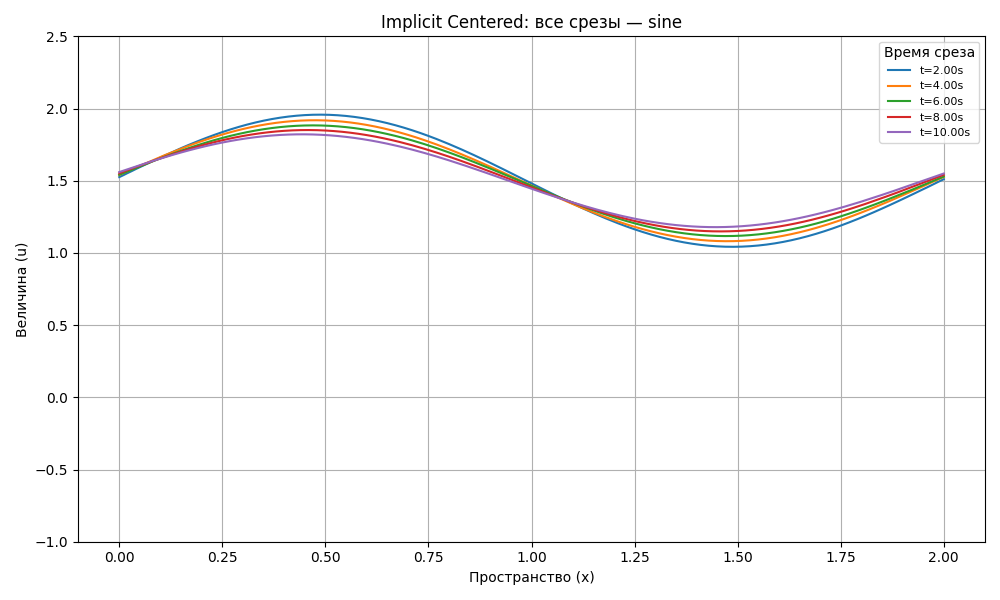 Implicit Centered: все срезы — sine
Время среза
t=2.00s
t=4.00s
t=6.00s
t=8.00s
t=10.00s
Величина (u)
2.5
2.0
1.5
1.0
0.5
0.0
−0.5
−1.0
0.00 0.25 0.50 0.75 1.00 1.25 1.50 1.75 2.00
Пространство (x)